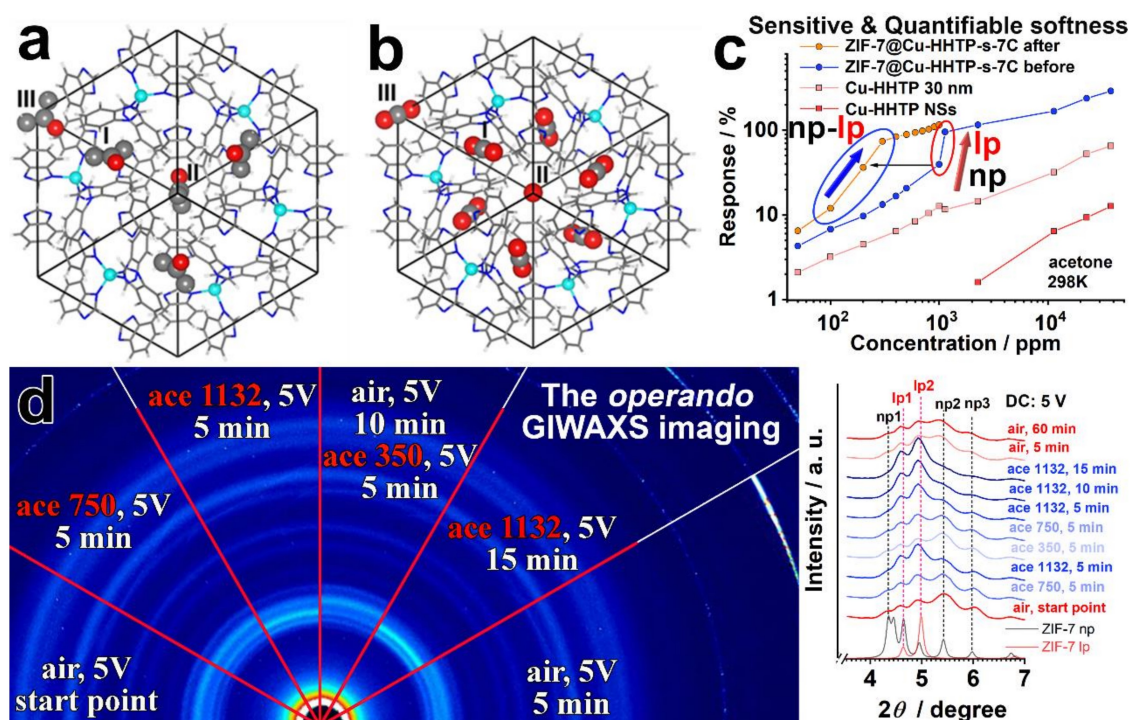 a
III
I
II
b
III
I
II
Sensitive & Quantifiable softness
c
ZIF-7@Cu-HHTP-s-7C after
ZIF-7@Cu-HHTP-s-7C before
Cu-HHTP 30 nm
Cu-HHTP NSs
np-lp
lp
np
acetone
298K
100
10
1
Response / %
10²
10³
10⁴
Concentration / ppm
d
ace 1132, 5V
5 min
air, 5V
10 min
The operando
GIWAXS imaging
ace 350, 5V
5 min
ace 750, 5V
5 min
ace 1132, 5V
15 min
air, 5V
start point
air, 5V
5 min
lp1
lp2
np1
np2
np3
DC: 5 V
air, 60 min
air, 5 min
ace 1132, 15 min
ace 1132, 10 min
ace 1132, 5 min
ace 750, 5 min
ace 350, 5 min
ace 1132, 5 min
ace 750, 5 min
air, start point
ZIF-7 np
ZIF-7 lp
Intensity / a. u.
4
5
6
7
2θ / degree